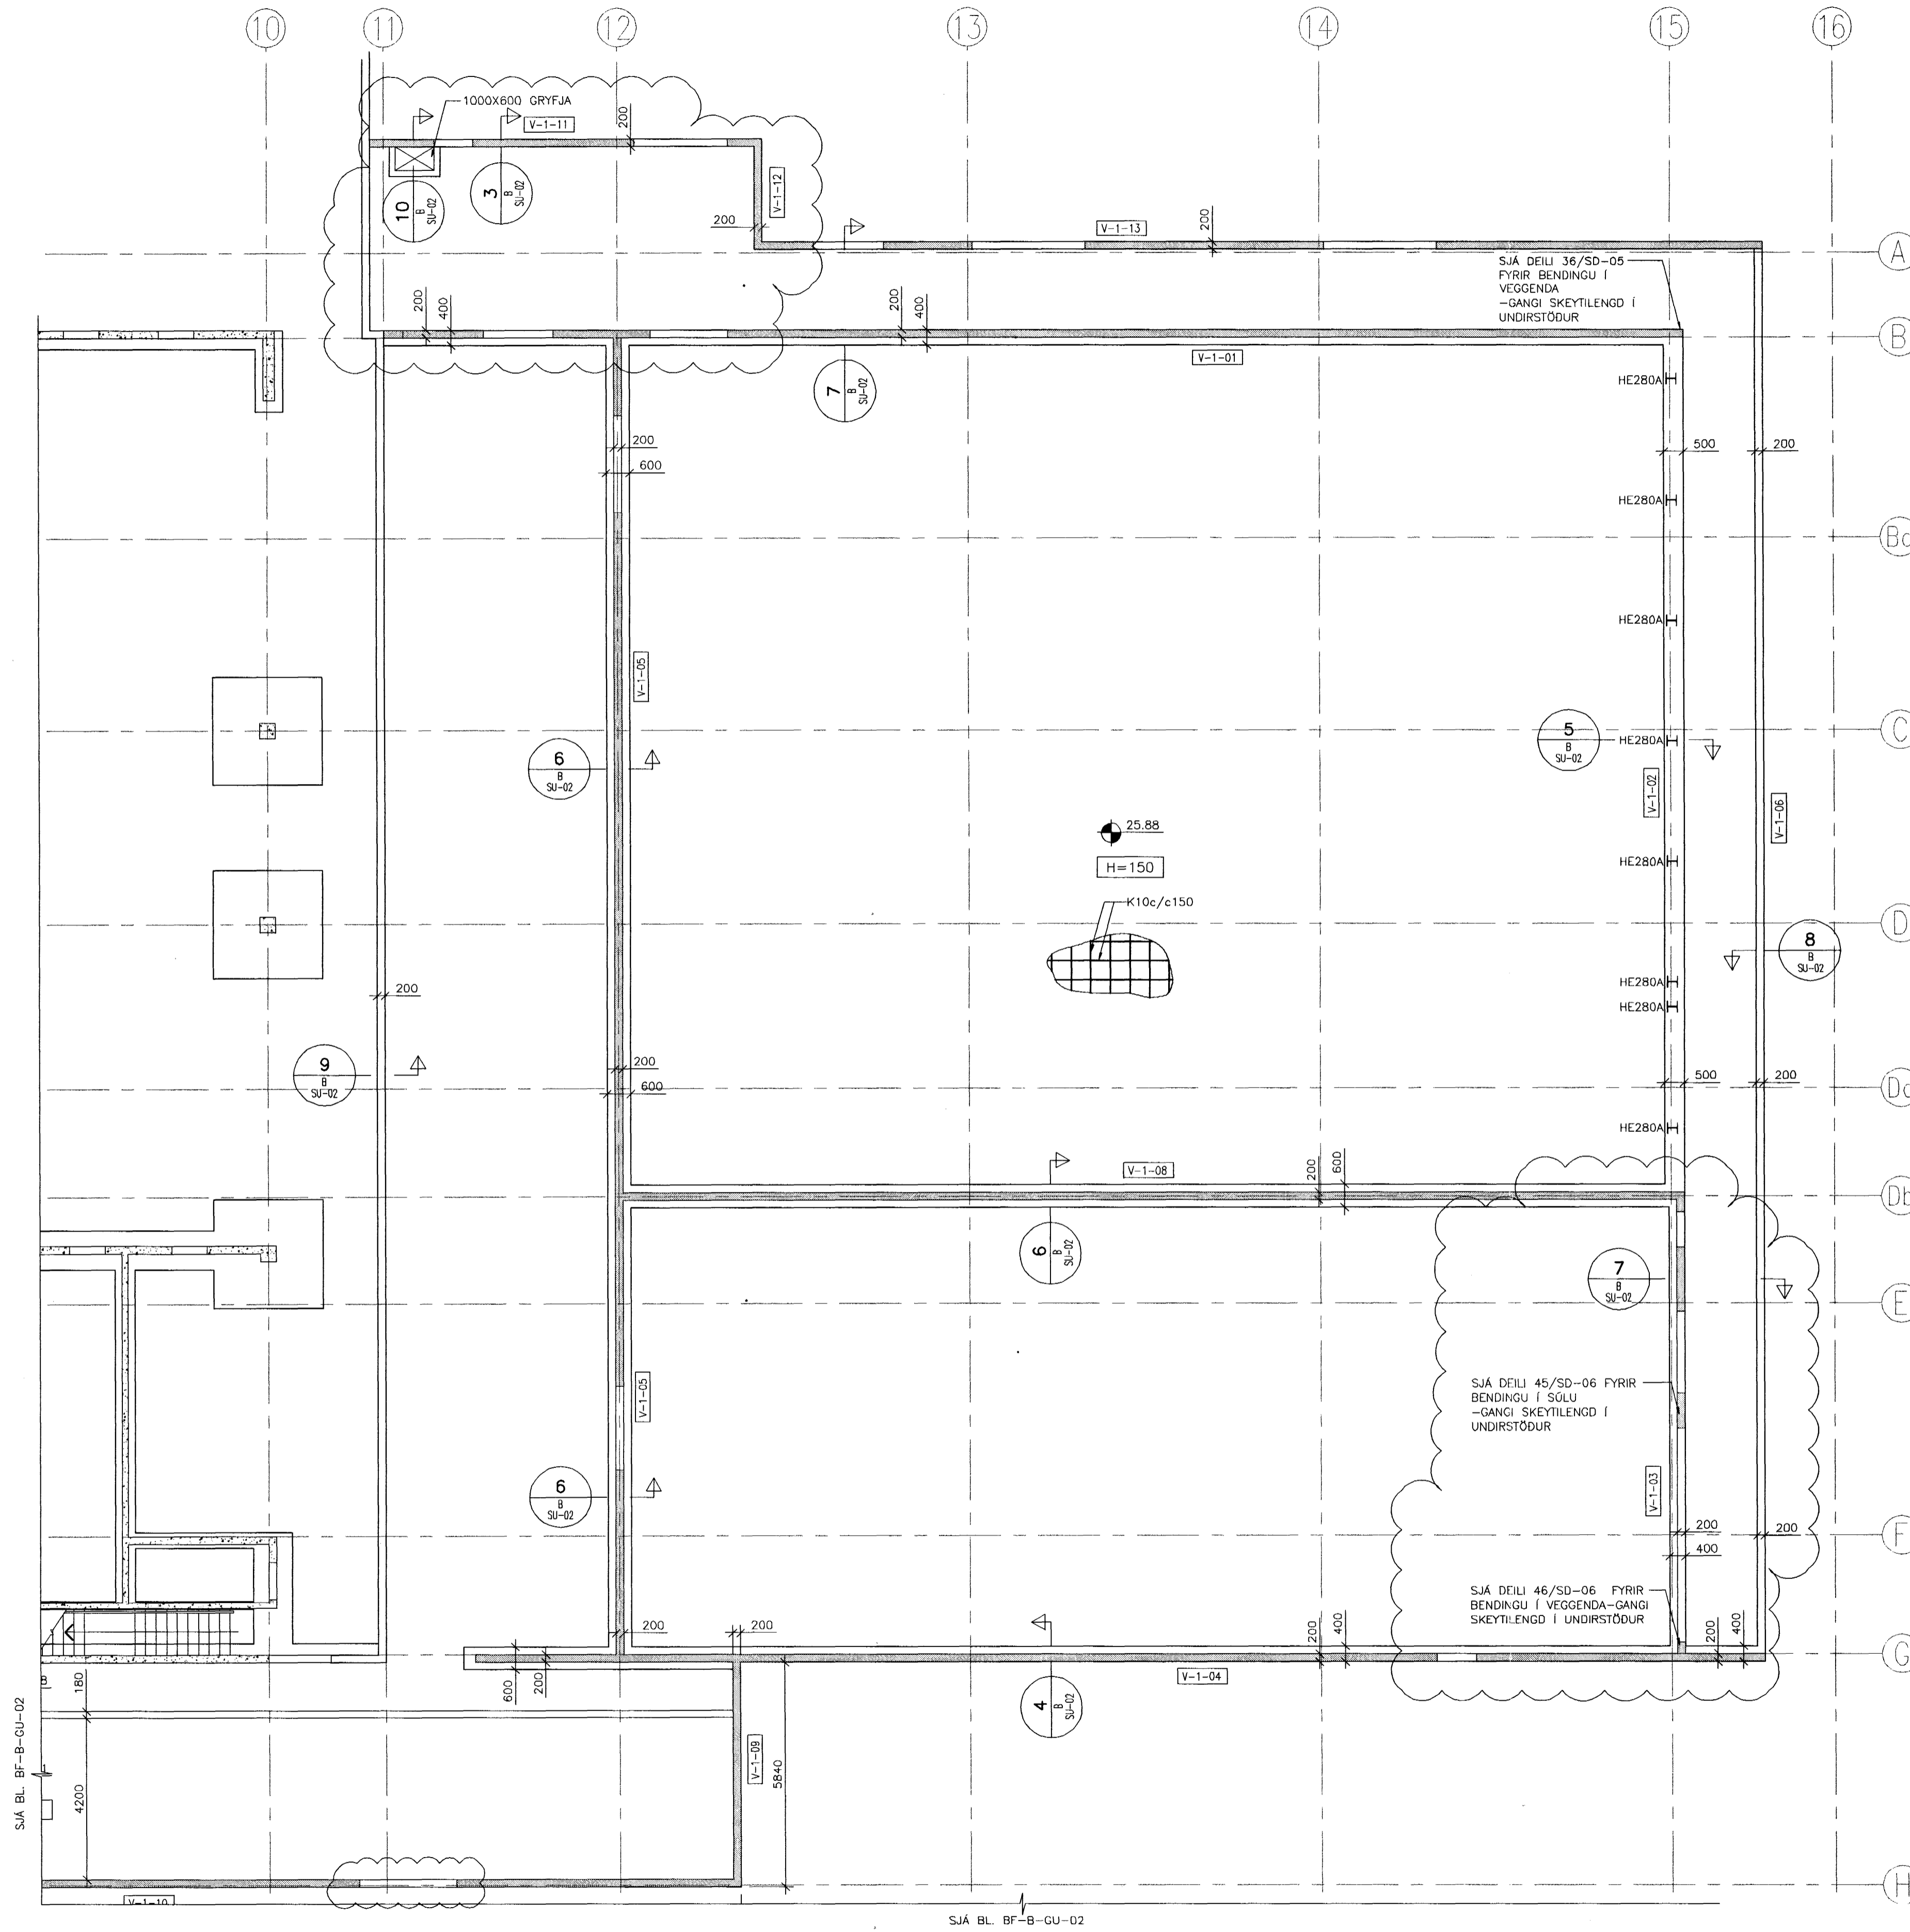 10
11
12
13
14
15
16
1000X600 GRYFJA
V-1-11
200
10
B
SU-02
3
B
SU-02
V-1-12
200
V-1-13
200
A
SJÁ DEILI 36/SD-05
FYRIR BENDINGU Í
VEGGENDA
-GANGI SKEYTILENGD Í
UNDIRSTÖÐUR
200
400
200
400
B
V-1-01
7
B
SU-02
HE280A
200
600
500
200
HE280A
HE280A
V-1-05
6
B
SU-02
5
B
SU-02
HE280A
C
V-1-02
V-1-06
25.88
H=150
HE280A
K10c/c150
D
8
B
SU-02
200
HE280A
HE280A
9
B
SU-02
200
600
500
200
HE280A
V-1-08
200
600
Db
6
B
SU-02
7
B
SU-02
E
V-1-05
SJÁ DEILI 45/SD-06 FYRIR
BENDINGU Í SÚLU
-GANGI SKEYTILENGD Í
UNDIRSTÖÐUR
6
B
SU-02
V-1-03
200
400
200
F
SJÁ DEILI 46/SD-06 FYRIR
BENDINGU Í VEGGENDA-GANGI
SKEYTILENGD Í UNDIRSTÖÐUR
200
200
200
400
200
400
G
600
200
V-1-04
4
B
SU-02
180
B
SJÁ BL. BF-B-GU-02
4200
V-1-09
5840
V-1-10
H
SJÁ BL. BF-B-GU-02